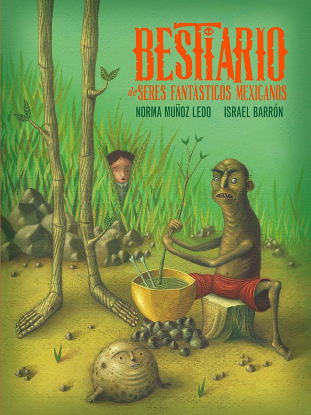 BESTIARIO
de SERES FANTÁSTICOS MEXICANOS
NORMA MUÑOZ LEDO ISRAEL BARRÓN